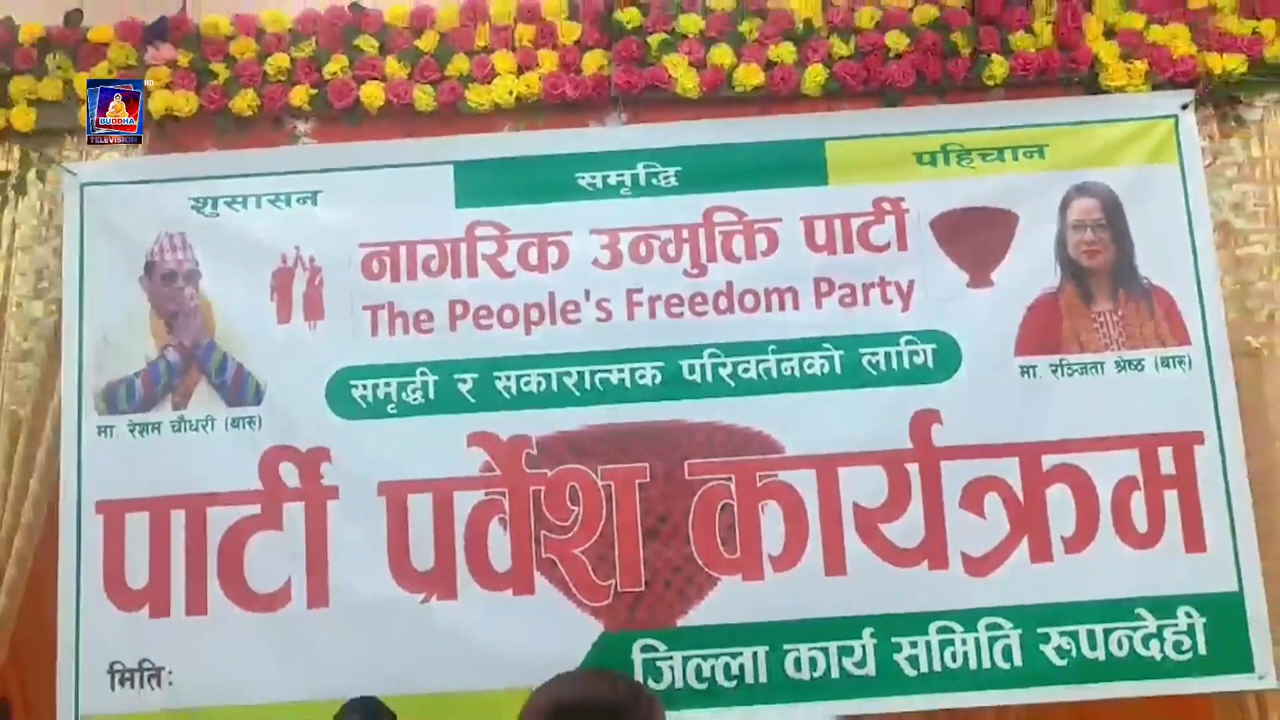 HD
BUDDHA
TELEVISION
शुसासन
समृद्धि
पहिचान
नागरिक उन्मुक्ति पार्टी
The People's Freedom Party
समृद्धी र सकारात्मक परिवर्तनको लागि
मा. रेशम चौधरी (थारु)
मा. रञ्जिता श्रेष्ठ (थारु)
पार्टी प्रर्वेश कार्यक्रम
जिल्ला कार्य समिति रुपन्देही
मितिः